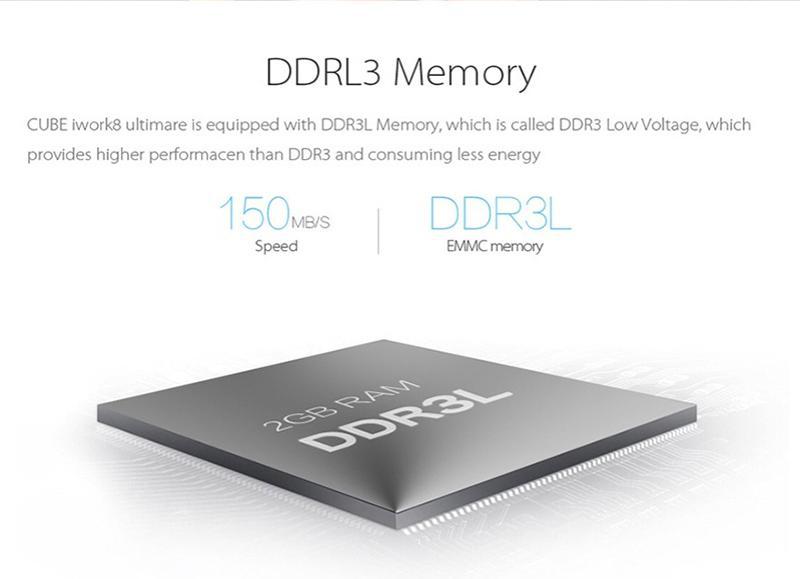 DDRL3 Memory
CUBE iwork8 ultimare is equipped with DDR3L Memory, which is called DDR3 Low Voltage, which
provides higher performacen than DDR3 and consuming less energy
150MB/S
Speed
DDR3L
EMMC memory
2GB RAM
DDR3L